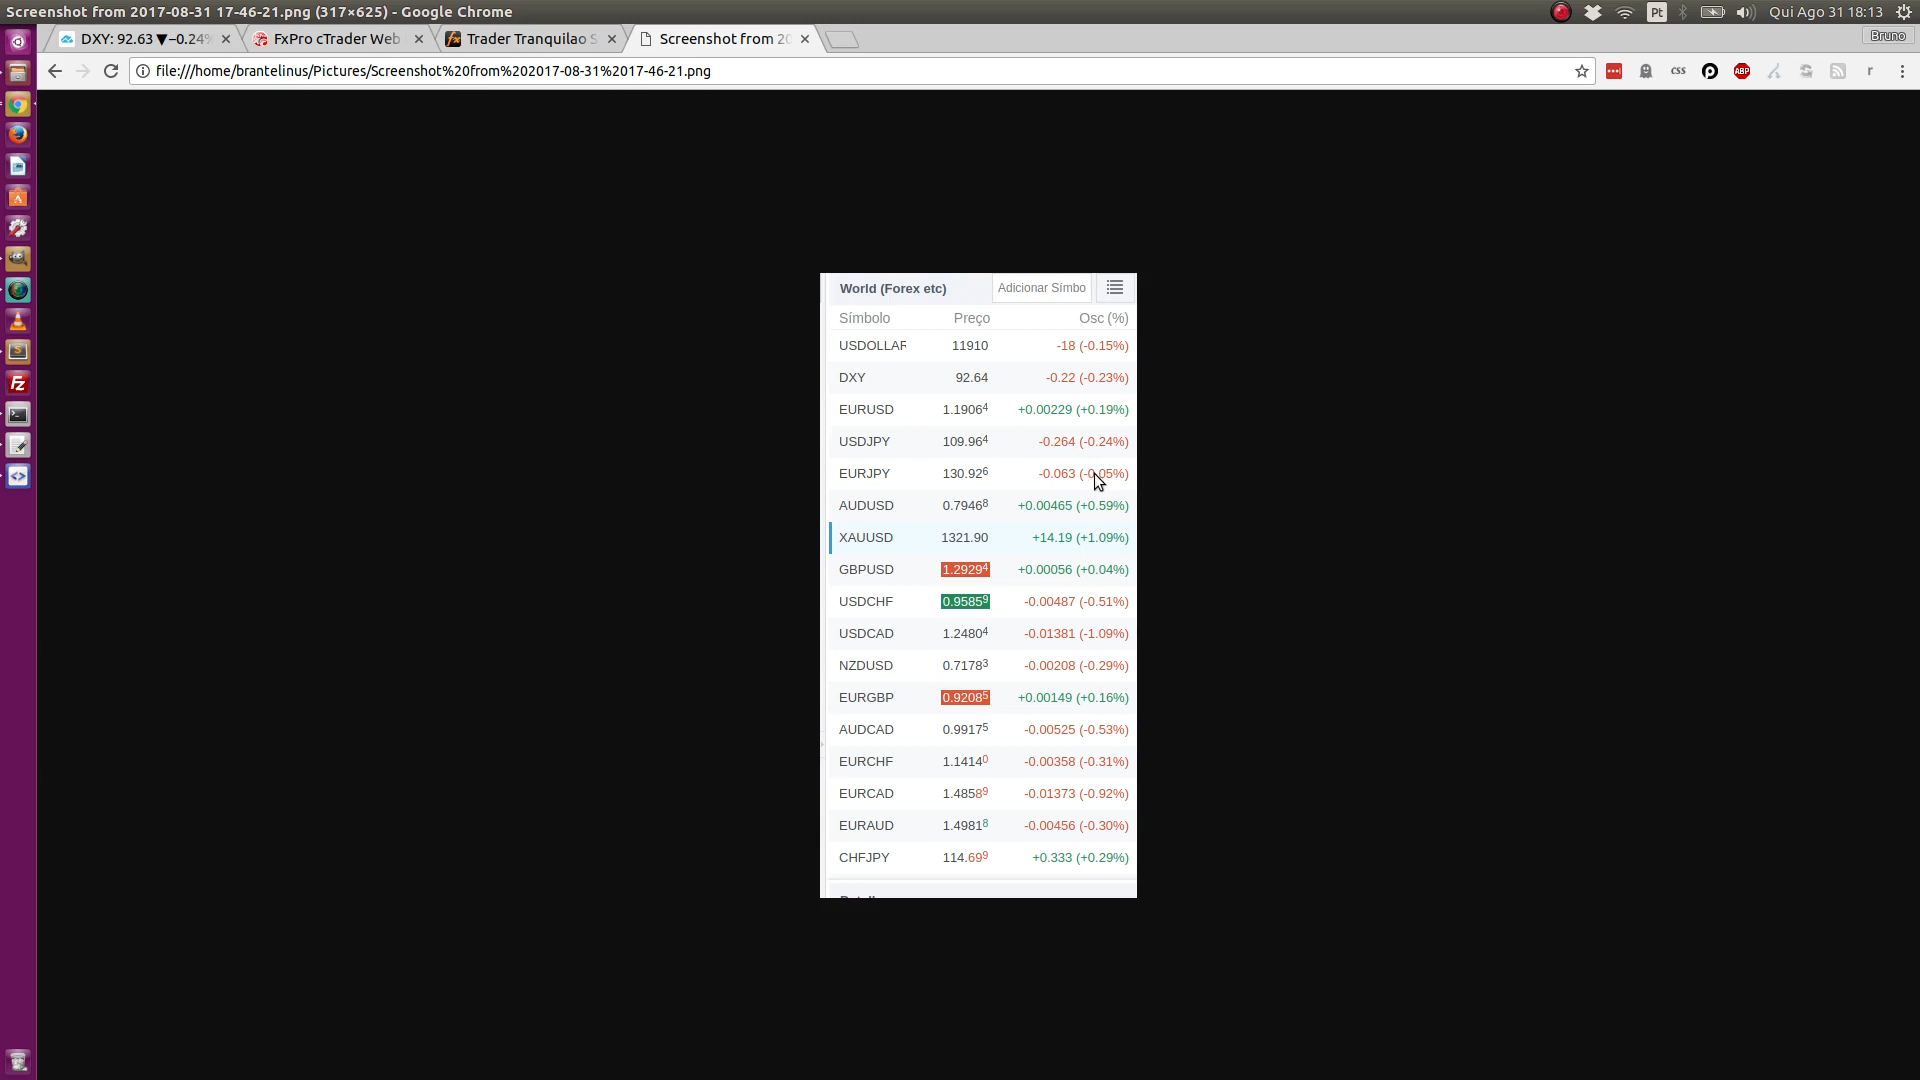 Screenshot from 2017-08-31 17-46-21.png (317×625) - Google Chrome
Pt
Qui Ago 31 18:13
DXY: 92.63 ▼−0.24%
FxPro cTrader Web
Trader Tranquilao S
Screenshot from 20
Bruno
file:///home/brantelinus/Pictures/Screenshot%20from%202017-08-31%2017-46-21.png
css
ABP
r
World (Forex etc)
Adicionar Símbo
Símbolo Preço Osc (%)
USDOLLAR 11910 -18 (-0.15%)
DXY 92.64 -0.22 (-0.23%)
EURUSD 1.19064 +0.00229 (+0.19%)
USDJPY 109.964 -0.264 (-0.24%)
EURJPY 130.926 -0.063 (-0.05%)
AUDUSD 0.79468 +0.00465 (+0.59%)
XAUUSD 1321.90 +14.19 (+1.09%)
GBPUSD 1.29294 +0.00056 (+0.04%)
USDCHF 0.95859 -0.00487 (-0.51%)
USDCAD 1.24804 -0.01381 (-1.09%)
NZDUSD 0.71783 -0.00208 (-0.29%)
EURGBP 0.92085 +0.00149 (+0.16%)
AUDCAD 0.99175 -0.00525 (-0.53%)
EURCHF 1.14140 -0.00358 (-0.31%)
EURCAD 1.48589 -0.01373 (-0.92%)
EURAUD 1.49818 -0.00456 (-0.30%)
CHFJPY 114.699 +0.333 (+0.29%)